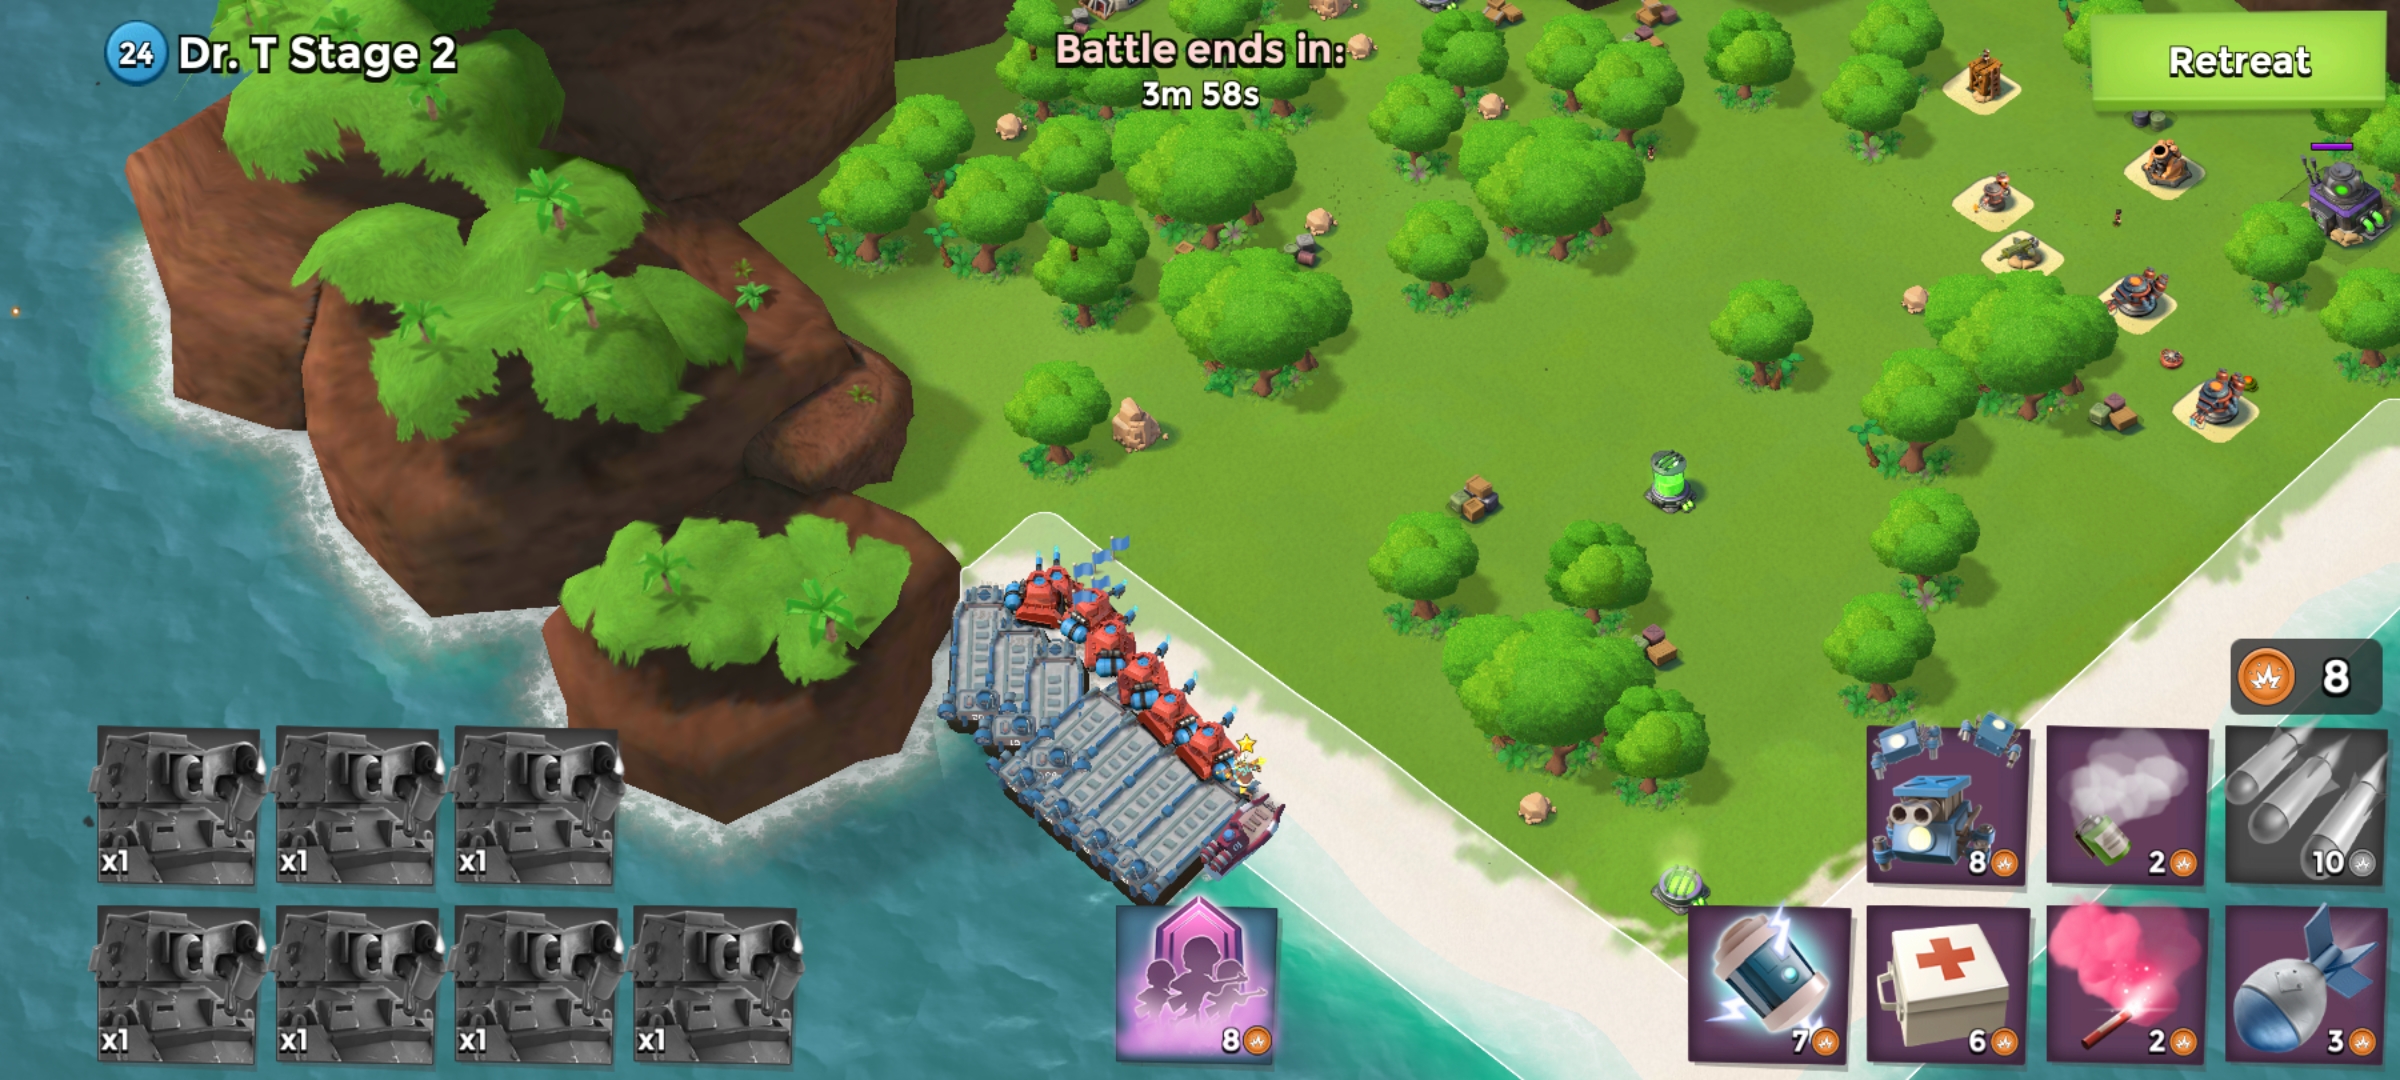 24 Dr. T Stage 2
Battle ends in:
3m 58s
Retreat
8
x1 x1 x1
8 2 10
x1 x1 x1 x1
8
7 6 2 3